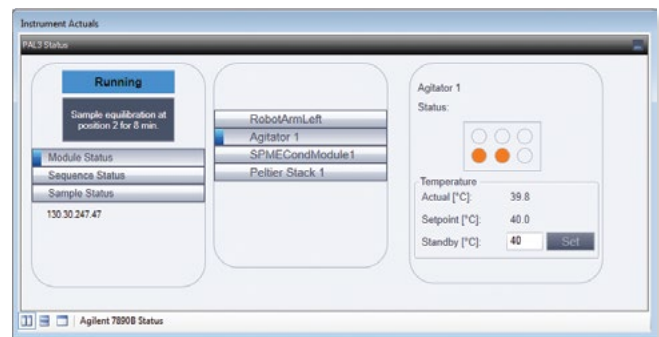 Instrument Actuals
PAL3 Status
Running
Sample equilibration at
position 2 for 8 min.
Module Status
Sequence Status
Sample Status
130.30.247.47
RobotArmLeft
Agitator 1
SPMECondModule1
Peltier Stack 1
Agitator 1
Status:
Temperature
Actual [°C]: 39.8
Setpoint [°C]: 40.0
Standby [°C]: 40 Set
Agilent 7890B Status